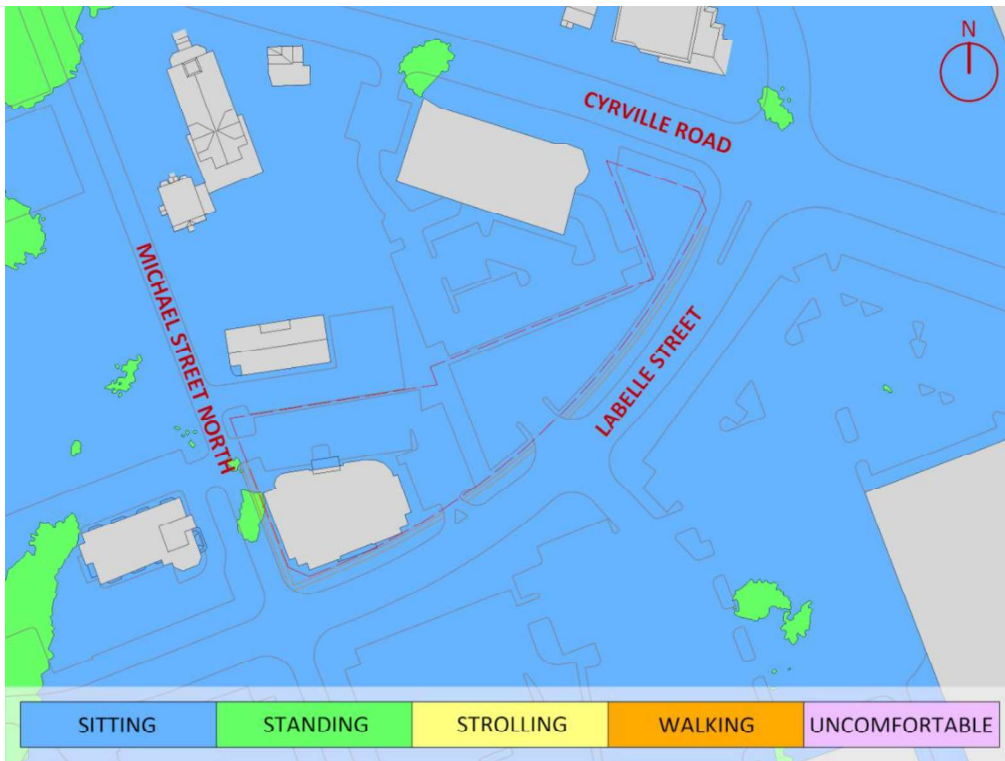 N
CYRVILLE ROAD
MICHAEL STREET NORTH
LABELLE STREET
SITTING
STANDING
STROLLING
WALKING
UNCOMFORTABLE